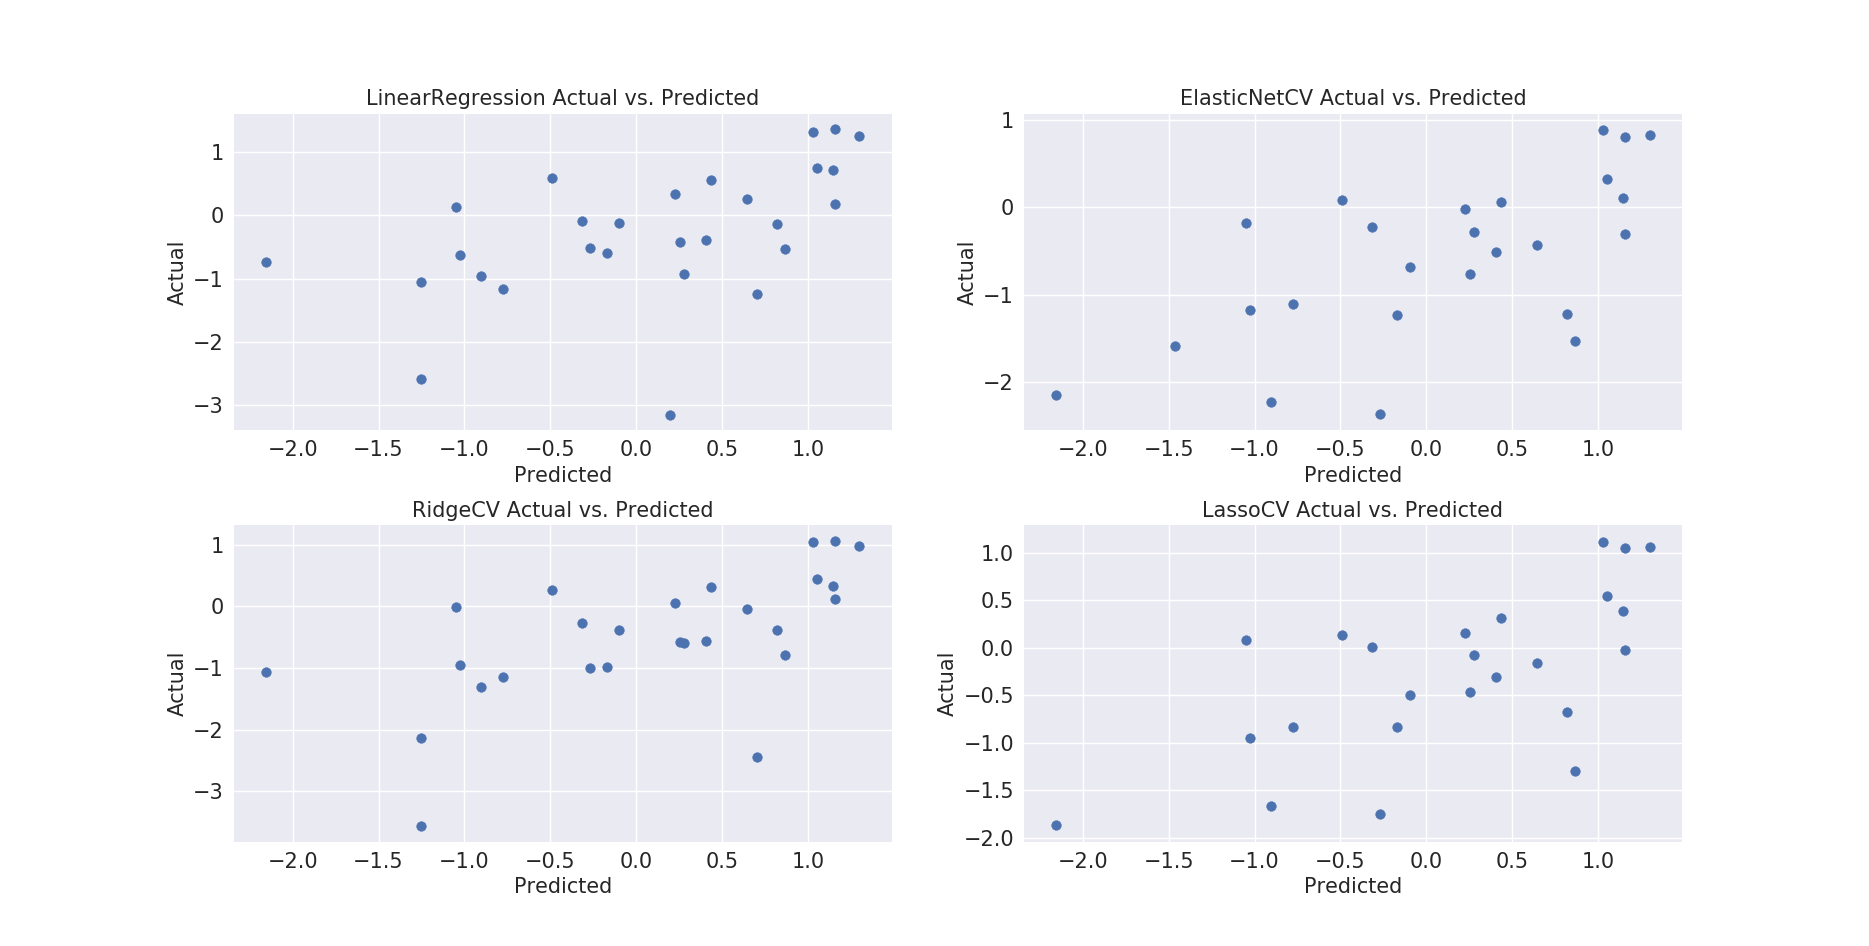 LinearRegression Actual vs. Predicted
1
0
−1
−2
−3
Actual
−2.0 −1.5 −1.0 −0.5 0.0 0.5 1.0
Predicted
ElasticNetCV Actual vs. Predicted
1
0
−1
−2
Actual
−2.0 −1.5 −1.0 −0.5 0.0 0.5 1.0
Predicted
RidgeCV Actual vs. Predicted
1
0
−1
−2
−3
Actual
−2.0 −1.5 −1.0 −0.5 0.0 0.5 1.0
Predicted
LassoCV Actual vs. Predicted
1.0
0.5
0.0
−0.5
−1.0
−1.5
−2.0
Actual
−2.0 −1.5 −1.0 −0.5 0.0 0.5 1.0
Predicted